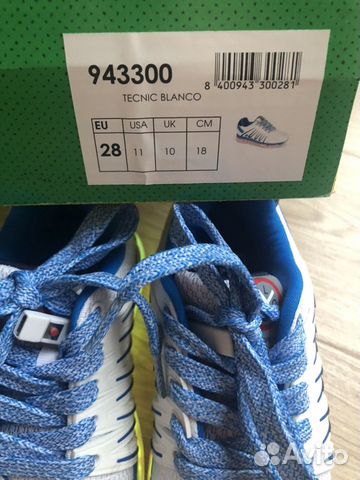 943300
TECNIC BLANCO
8 400943 300281
EU USA UK CM
28 11 10 18
Avito